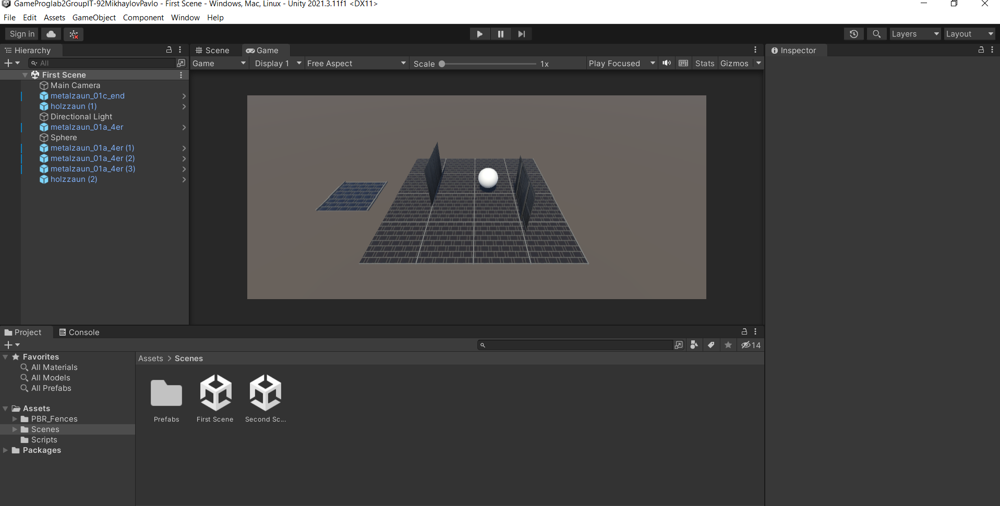 GameProglab2GroupIT-92MikhaylovPavlo - First Scene - Windows, Mac, Linux - Unity 2021.3.11f1 <DX11>
File Edit Assets GameObject Component Window Help
Sign in Layers Layout
Hierarchy
All
First Scene
Main Camera
metalzaun_01c_end
holzzaun (1)
Directional Light
metalzaun_01a_4er
Sphere
metalzaun_01a_4er (1)
metalzaun_01a_4er (2)
metalzaun_01a_4er (3)
holzzaun (2)
Scene Game
Game Display 1 Free Aspect Scale 1x Play Focused Stats Gizmos
Inspector
Project Console
14
Favorites
All Materials
All Models
All Prefabs
Assets
PBR_Fences
Scenes
Scripts
Packages
Assets > Scenes
Prefabs First Scene Second Sc...